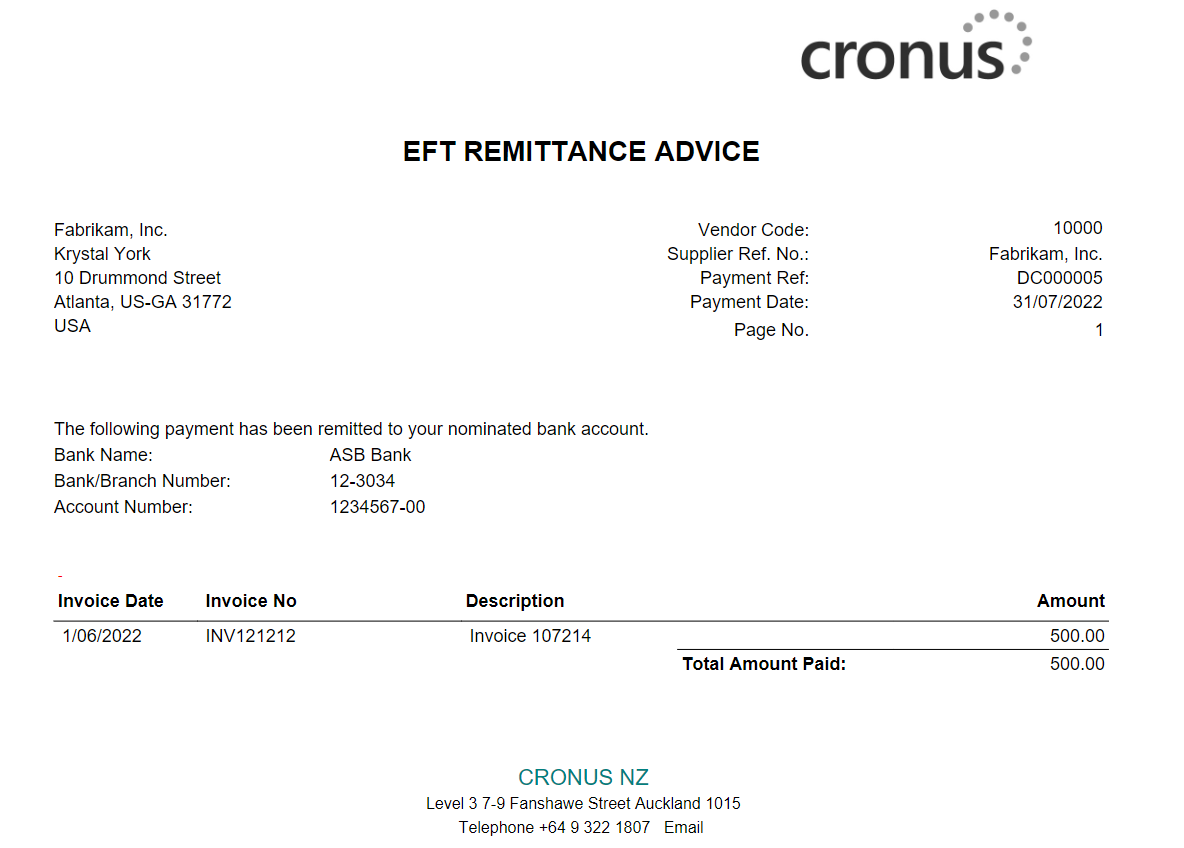 cronus
EFT REMITTANCE ADVICE
Fabrikam, Inc.
Krystal York
10 Drummond Street
Atlanta, US-GA 31772
USA
Vendor Code: 10000
Supplier Ref. No.: Fabrikam, Inc.
Payment Ref: DC000005
Payment Date: 31/07/2022
Page No. 1
The following payment has been remitted to your nominated bank account.
Bank Name: ASB Bank
Bank/Branch Number: 12-3034
Account Number: 1234567-00
-
Invoice Date Invoice No Description Amount
1/06/2022 INV121212 Invoice 107214 500.00
Total Amount Paid: 500.00
CRONUS NZ
Level 3 7-9 Fanshawe Street Auckland 1015
Telephone +64 9 322 1807 Email